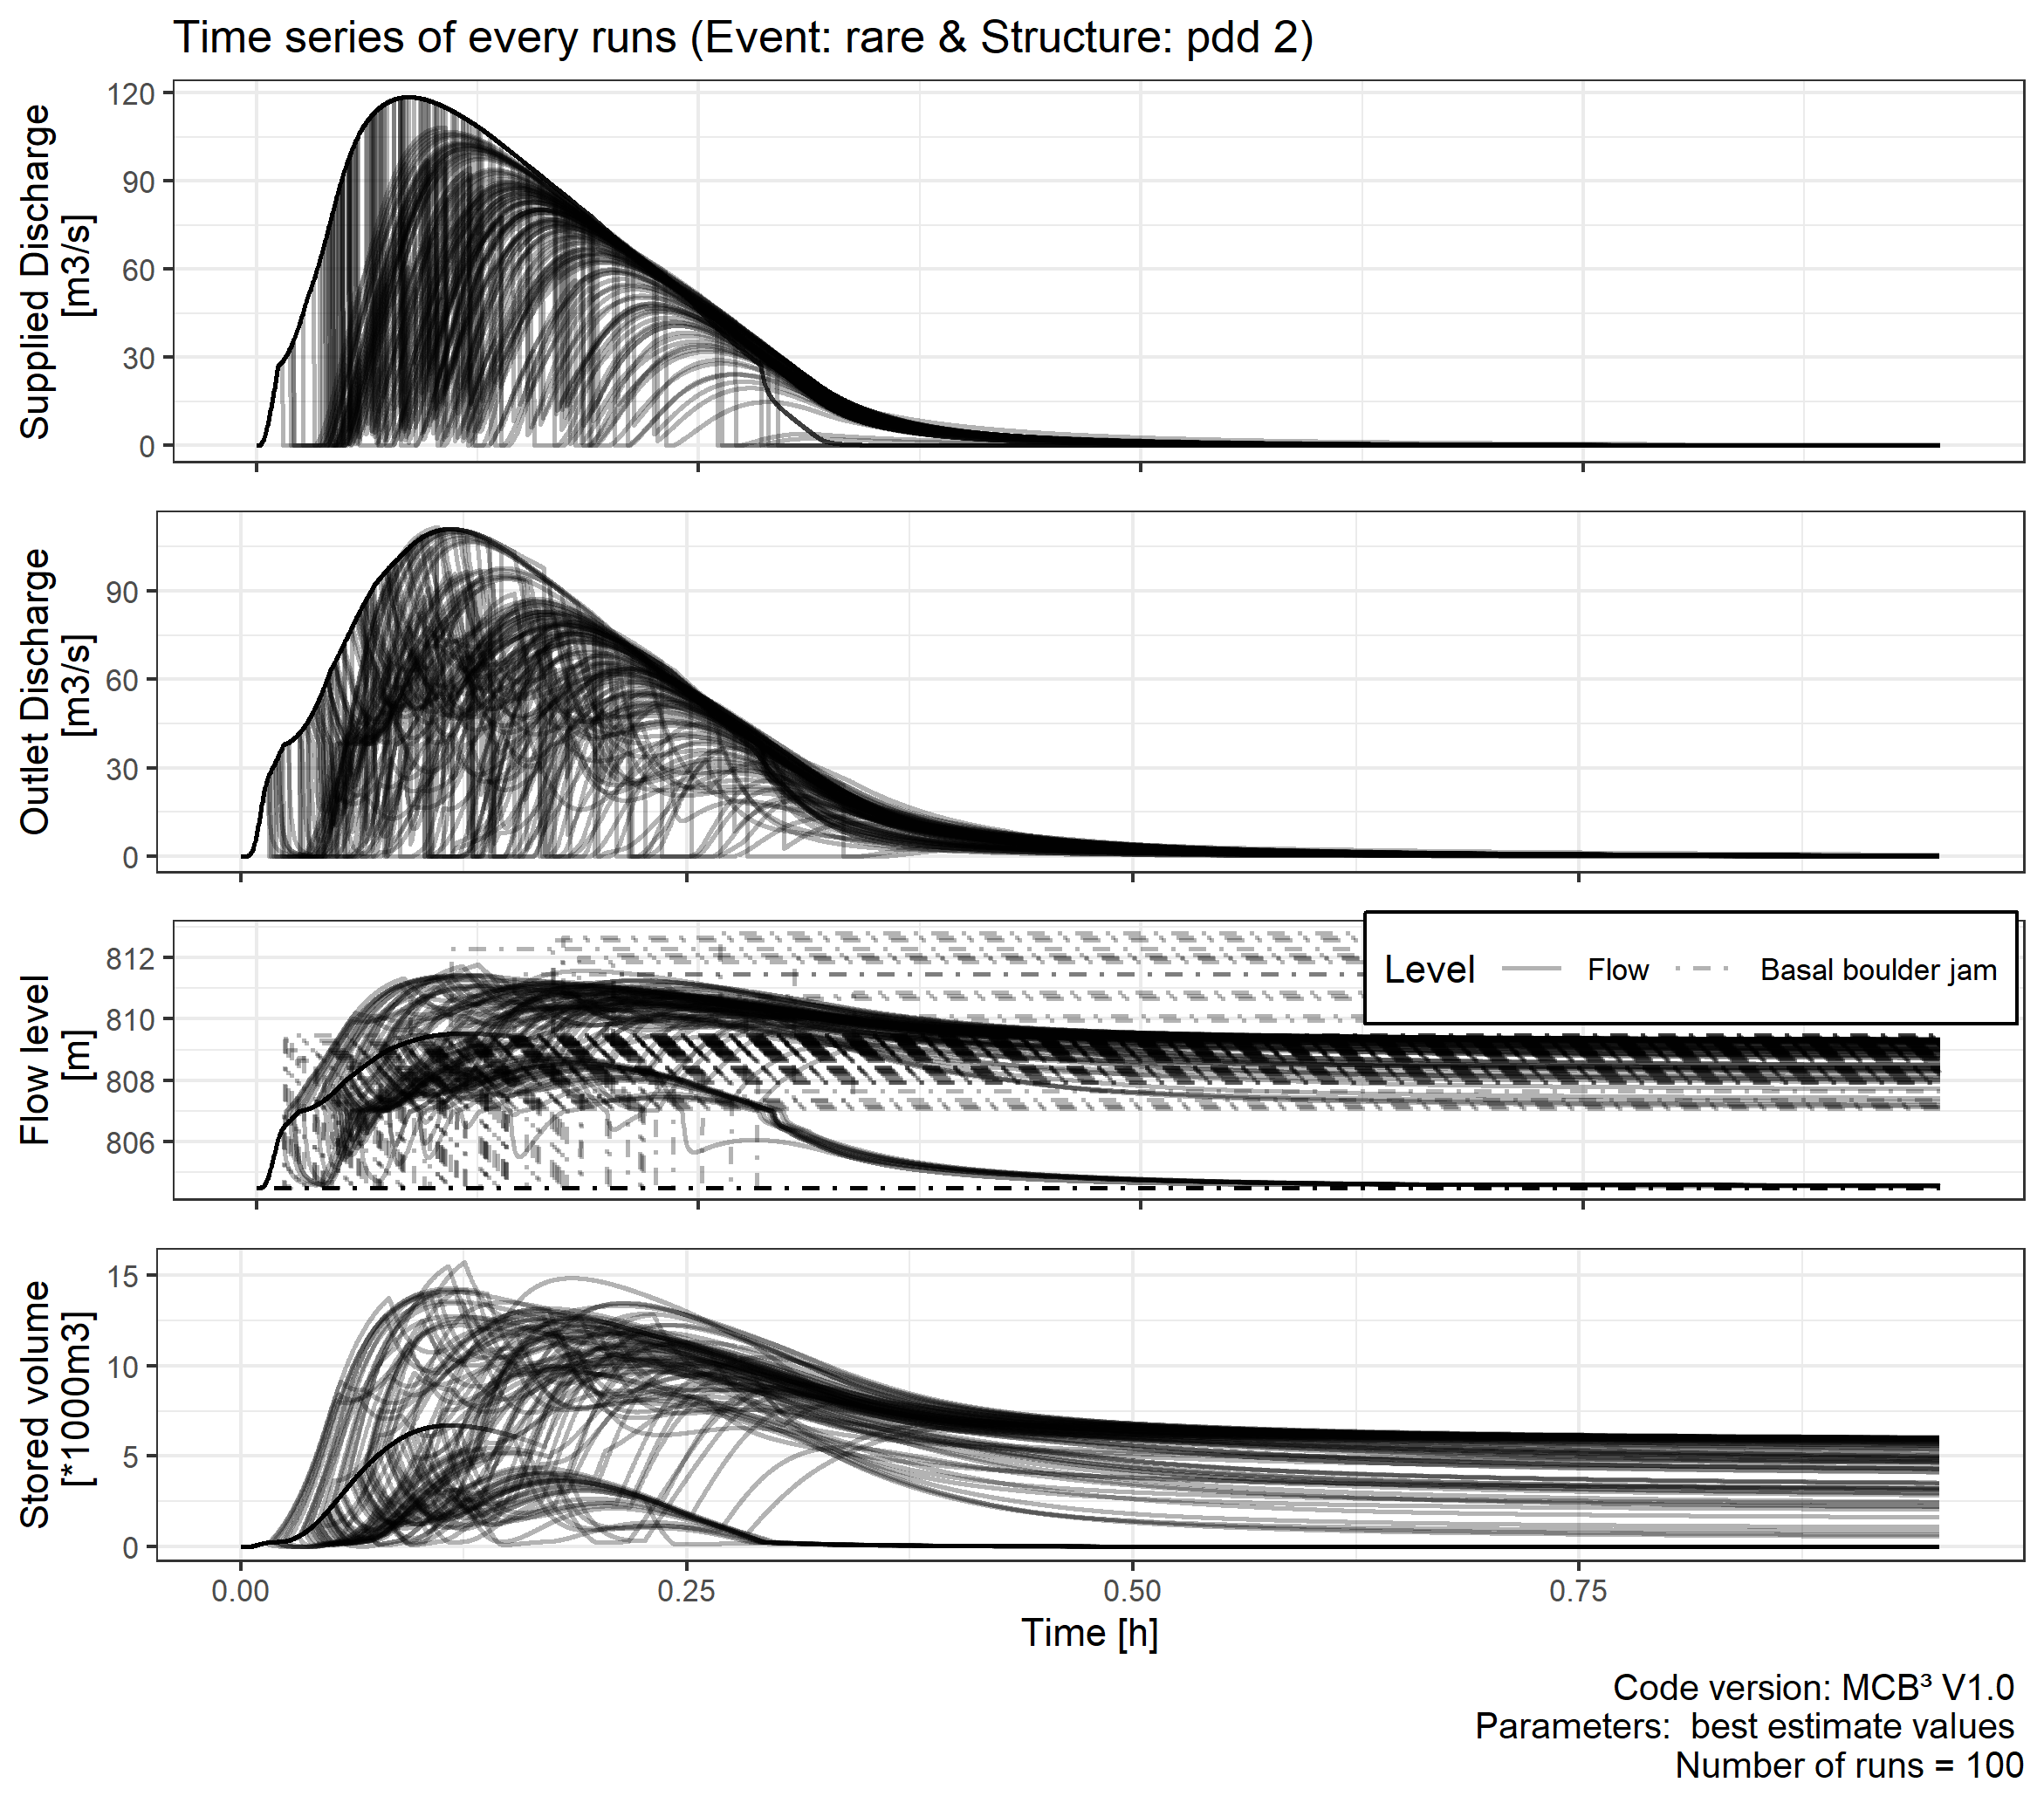 Time series of every runs (Event: rare & Structure: pdd 2)
Supplied Discharge
[m3/s]
120
90
60
30
0
Outlet Discharge
[m3/s]
90
60
30
0
Flow level
[m]
812
810
808
806
Level
Flow
Basal boulder jam
Stored volume
[*1000m3]
15
10
5
0
0.00
0.25
0.50
0.75
Time [h]
Code version: MCB³ V1.0
Parameters:  best estimate values
Number of runs = 100